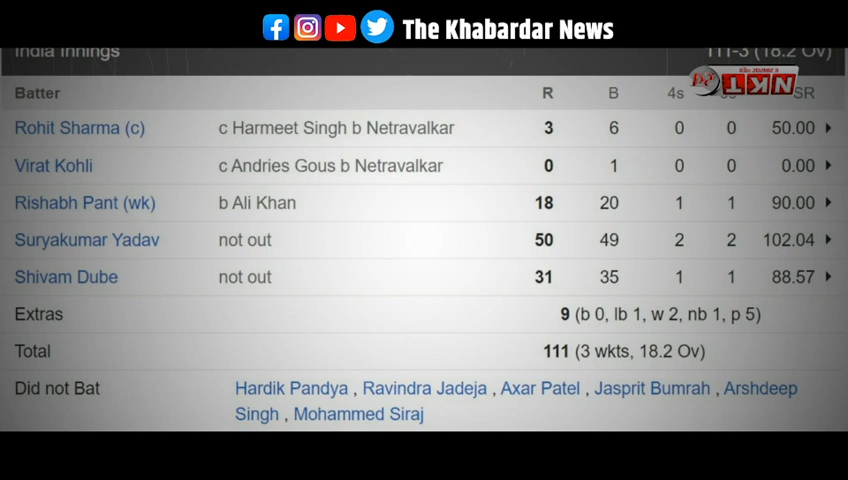 The Khabardar News
India Innings 111-3 (18.2 Ov)
Batter R B 4s SR
Rohit Sharma (c) c Harmeet Singh b Netravalkar 3 6 0 0 50.00
Virat Kohli c Andries Gous b Netravalkar 0 1 0 0 0.00
Rishabh Pant (wk) b Ali Khan 18 20 1 1 90.00
Suryakumar Yadav not out 50 49 2 2 102.04
Shivam Dube not out 31 35 1 1 88.57
Extras 9 (b 0, lb 1, w 2, nb 1, p 5)
Total 111 (3 wkts, 18.2 Ov)
Did not Bat Hardik Pandya , Ravindra Jadeja , Axar Patel , Jasprit Bumrah , Arshdeep
Singh , Mohammed Siraj